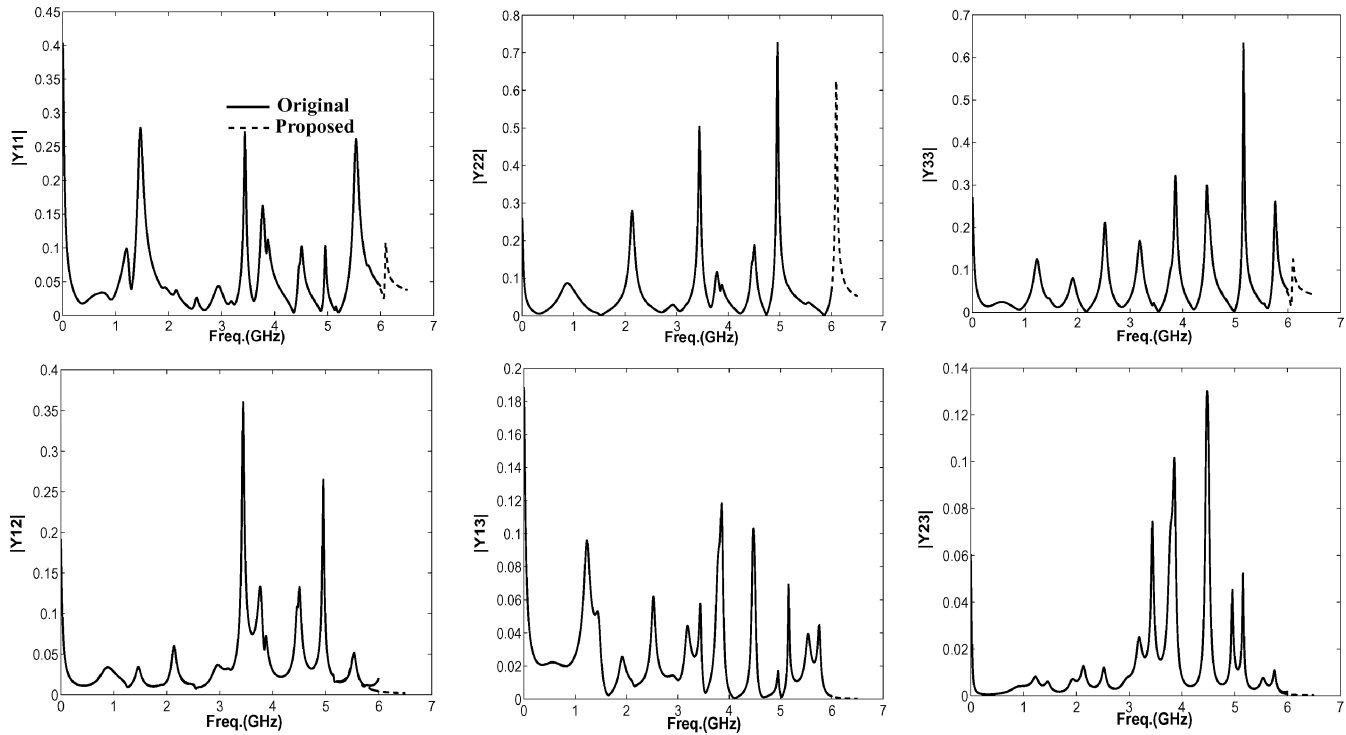 0.45
0.4
0.35
0.3
0.25
0.2
0.15
0.1
0.05
0
|Y11|
Original
Proposed
0 1 2 3 4 5 6 7
Freq.(GHz)
0.8
0.7
0.6
0.5
0.4
0.3
0.2
0.1
0
|Y22|
0 1 2 3 4 5 6 7
Freq.(GHz)
0.7
0.6
0.5
0.4
0.3
0.2
0.1
0
|Y33|
0 1 2 3 4 5 6 7
Freq.(GHz)
0.4
0.35
0.3
0.25
0.2
0.15
0.1
0.05
0
|Y12|
0 1 2 3 4 5 6 7
Freq.(GHz)
0.2
0.18
0.16
0.14
0.12
0.1
0.08
0.06
0.04
0.02
0
|Y13|
0 1 2 3 4 5 6 7
Freq.(GHz)
0.14
0.12
0.1
0.08
0.06
0.04
0.02
0
|Y23|
0 1 2 3 4 5 6 7
Freq.(GHz)